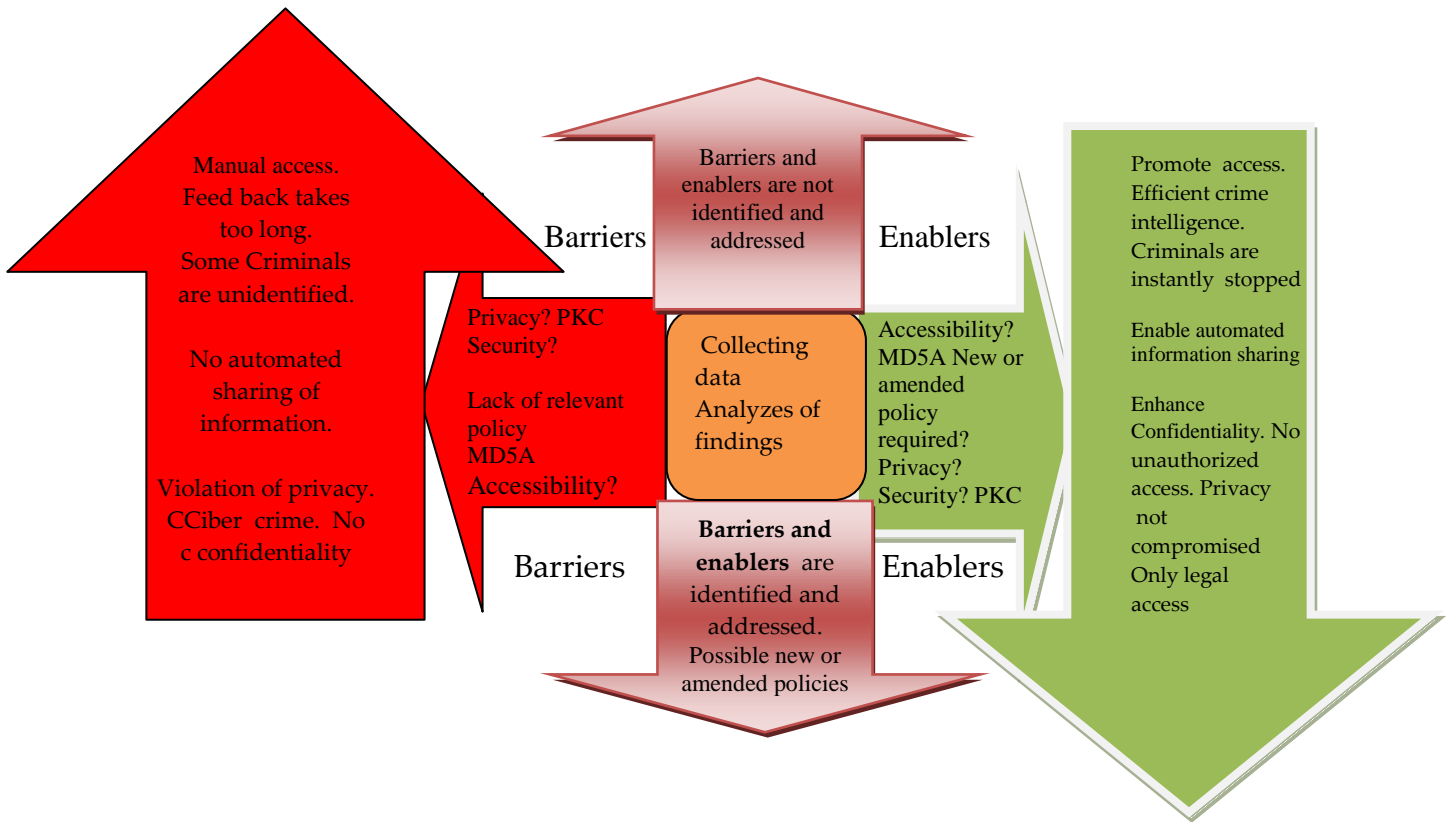 Manual access.
Feed back takes
too long.
Some Criminals
are unidentified.
No automated
sharing of
information.
Violation of privacy.
CCiber crime. No
c confidentiality
Barriers
Privacy? PKC
Security?
Lack of relevant
policy
MD5A
Accessibility?
Barriers
Barriers and
enablers are not
identified and
addressed
Collecting
data
Analyzes of
findings
Barriers and
enablers are
identified and
addressed.
Possible new or
amended policies
Enablers
Accessibility?
MD5A New or
amended
policy
required?
Privacy?
Security? PKC
Enablers
Promote access.
Efficient crime
intelligence.
Criminals are
instantly stopped
Enable automated
information sharing
Enhance
Confidentiality. No
unauthorized
access. Privacy
not
compromised
Only legal
access